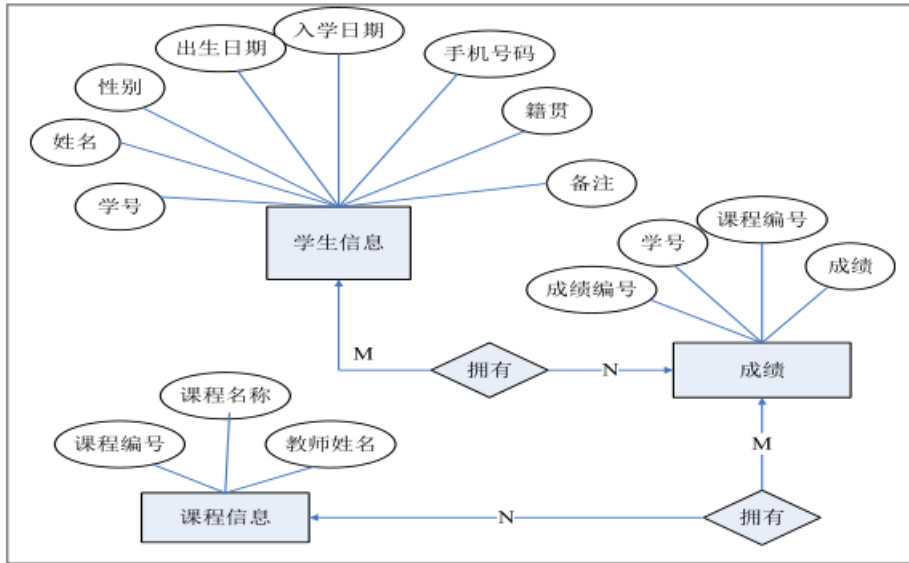 入学日期
出生日期
手机号码
性别
籍贯
姓名
备注
学号
学生信息
课程编号
学号
成绩
成绩编号
M
拥有
N
成绩
课程名称
课程编号
教师姓名
M
课程信息
N
拥有